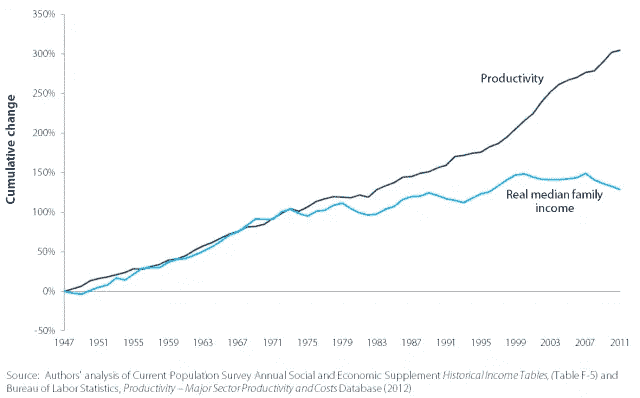 350%
300%
250%
200%
150%
100%
50%
0%
-50%
Cumulative change
Productivity
Real median family
income
1947 1951 1955 1959 1963 1967 1971 1975 1979 1983 1987 1991 1995 1999 2003 2007 2011
Source: Authors' analysis of Current Population Survey Annual Social and Economic Supplement Historical Income Tables, (Table F-5) and
Bureau of Labor Statistics, Productivity – Major Sector Productivity and Costs Database (2012)